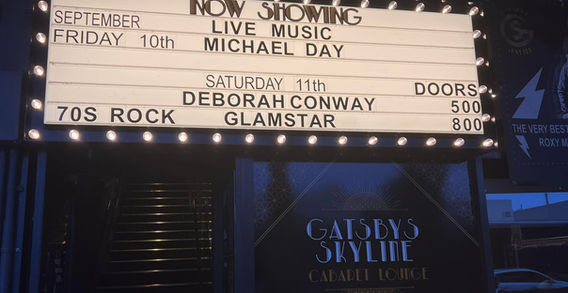 NOW SHOWING
SEPTEMBER LIVE MUSIC
FRIDAY 10th MICHAEL DAY
SATURDAY 11th DOORS
DEBORAH CONWAY 500
70S ROCK GLAMSTAR 800
THE VERY BEST
ROXY
GATSBYS
SKYLINE
CABARET LOUNGE